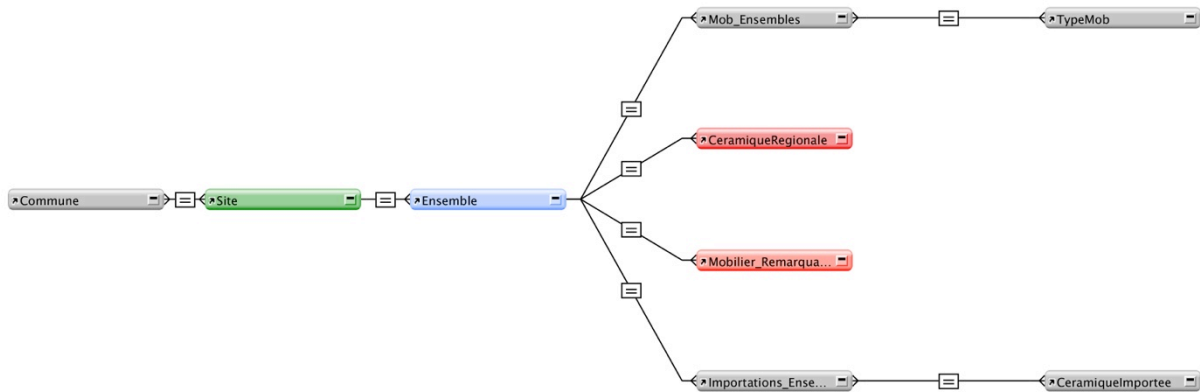 Mob_Ensembles
TypeMob
CeramiqueRegionale
Commune
Site
Ensemble
Mobilier_Remarqua...
Importations_Ense...
CeramiqueImportee